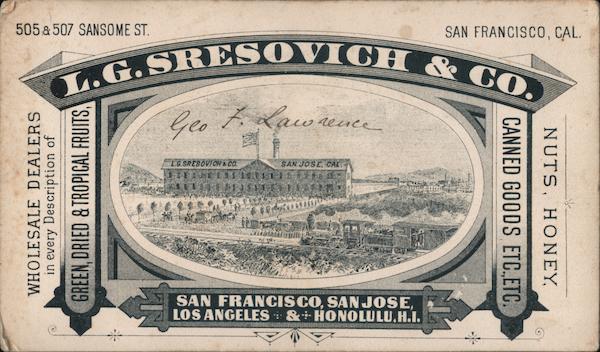 505 & 507 SANSOME ST.
SAN FRANCISCO, CAL.
L. G. SRESOVICH & CO.
WHOLESALE DEALERS
in every Description of
GREEN, DRIED & TROPICAL FRUITS,
Geo F. Lawrence
L.G. SRESOVICH & CO. SAN JOSE, CAL.
CANNED GOODS ETC., ETC.
NUTS, HONEY,
SAN FRANCISCO, SAN JOSE,
LOS ANGELES & HONOLULU, H.I.